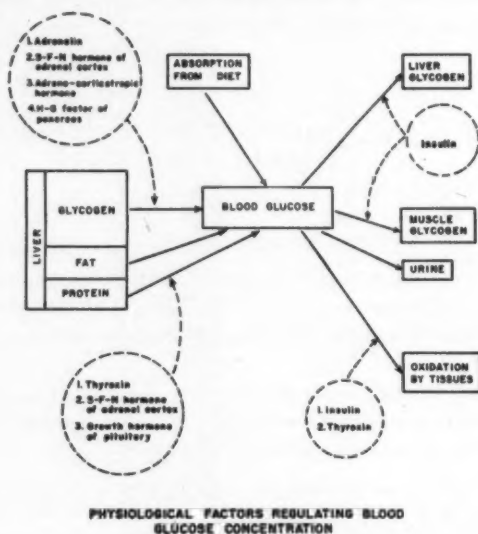 1. Adrenalin
2. S-F-N hormone of
adrenal cortex
3. Adreno-corticotropic
hormone
4. H-G factor of
pancreas
ABSORPTION
FROM DIET
LIVER
GLYCOGEN
Insulin
LIVER
GLYCOGEN
FAT
PROTEIN
BLOOD GLUCOSE
MUSCLE
GLYCOGEN
URINE
OXIDATION
BY TISSUES
1. Thyroxin
2. S-F-N hormone
of adrenal cortex
3. Growth hormone
of pituitary
1. Insulin
2. Thyroxin
PHYSIOLOGICAL FACTORS REGULATING BLOOD
GLUCOSE CONCENTRATION